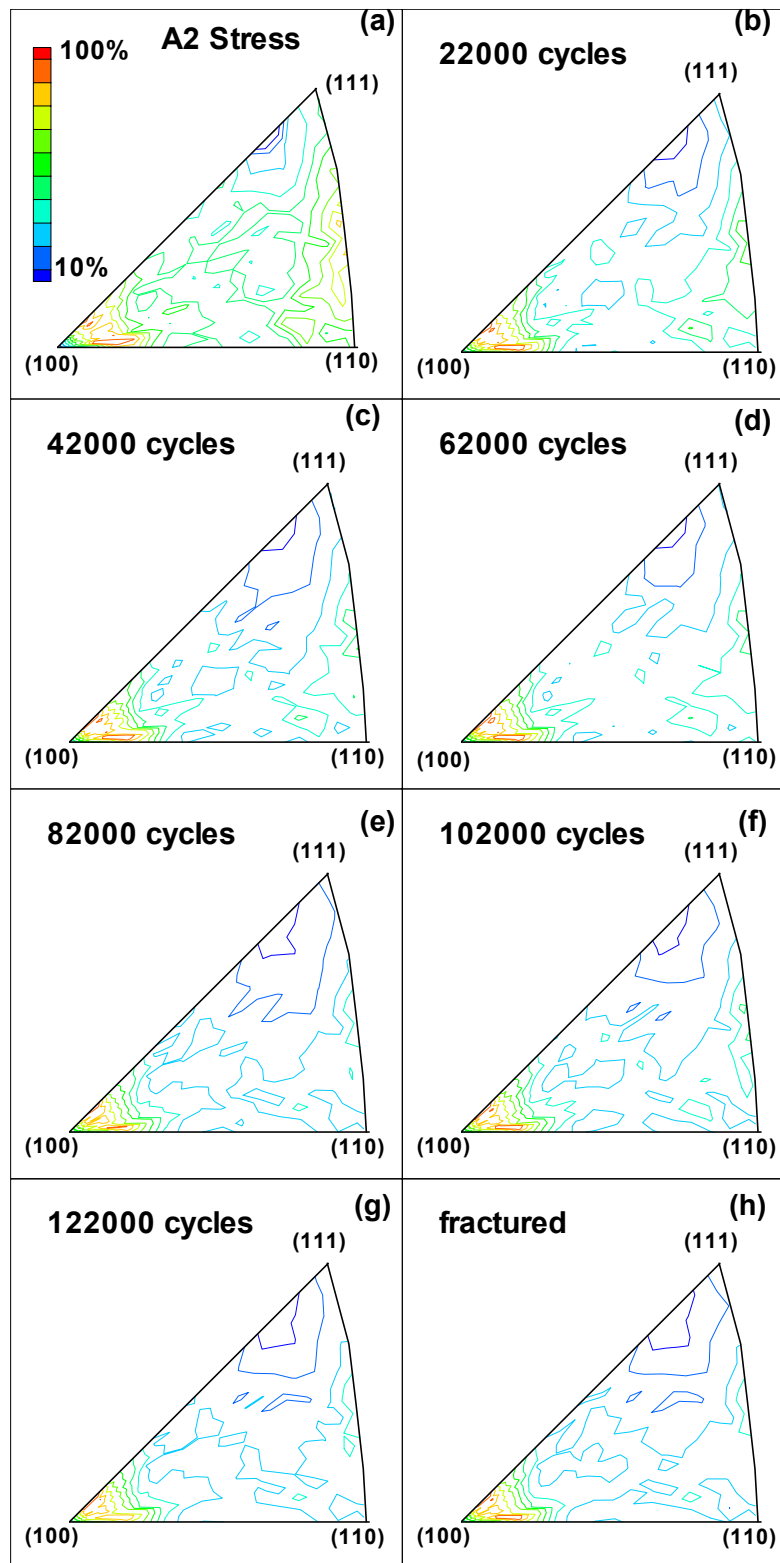 (a)
A2 Stress
100%
(111)
10%
(100)
(110)
(b)
22000 cycles
(111)
(100)
(110)
(c)
42000 cycles
(111)
(100)
(110)
(d)
62000 cycles
(111)
(100)
(110)
(e)
82000 cycles
(111)
(100)
(110)
(f)
102000 cycles
(111)
(100)
(110)
(g)
122000 cycles
(111)
(100)
(110)
(h)
fractured
(111)
(100)
(110)